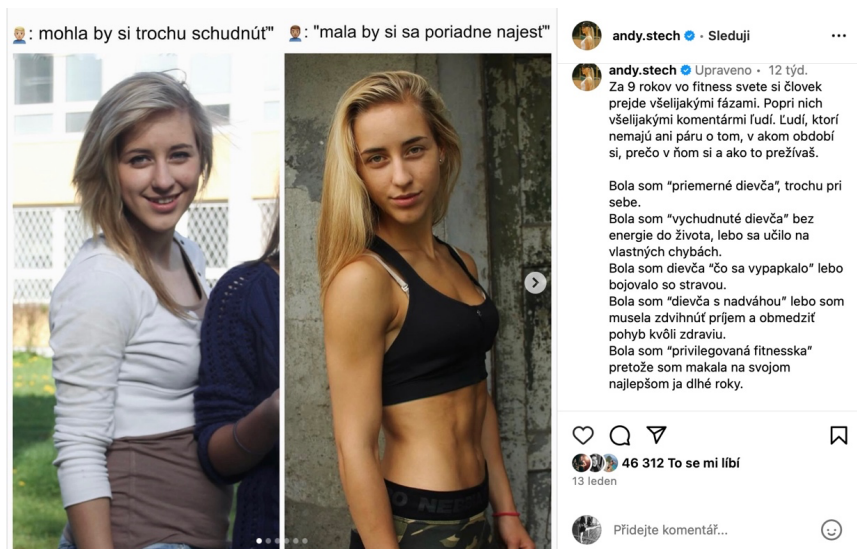 : mohla by si trochu schudnúť"
: "mala by si sa poriadne najesť"
andy.stech • Sleduji
andy.stech Upraveno • 12 týd.
Za 9 rokov vo fitness svete si človek
prejde všelijakými fázami. Popri nich
všelijakými komentármi ľudí. Ľudí, ktorí
nemajú ani páru o tom, v akom období
si, prečo v ňom si a ako to prežívaš.
Bola som “priemerné dievča”, trochu pri
sebe.
Bola som “vychudnuté dievča” bez
energie do života, lebo sa učilo na
vlastných chybách.
Bola som dievča “čo sa vypapkalo” lebo
bojovalo so stravou.
Bola som “dievča s nadváhou” lebo som
musela zdvihnúť príjem a obmedziť
pohyb kvôli zdraviu.
Bola som “privilegovaná fitnesska”
pretože som makala na svojom
najlepšom ja dlhé roky.
46 312 To se mi líbí
13 leden
Přidejte komentář...